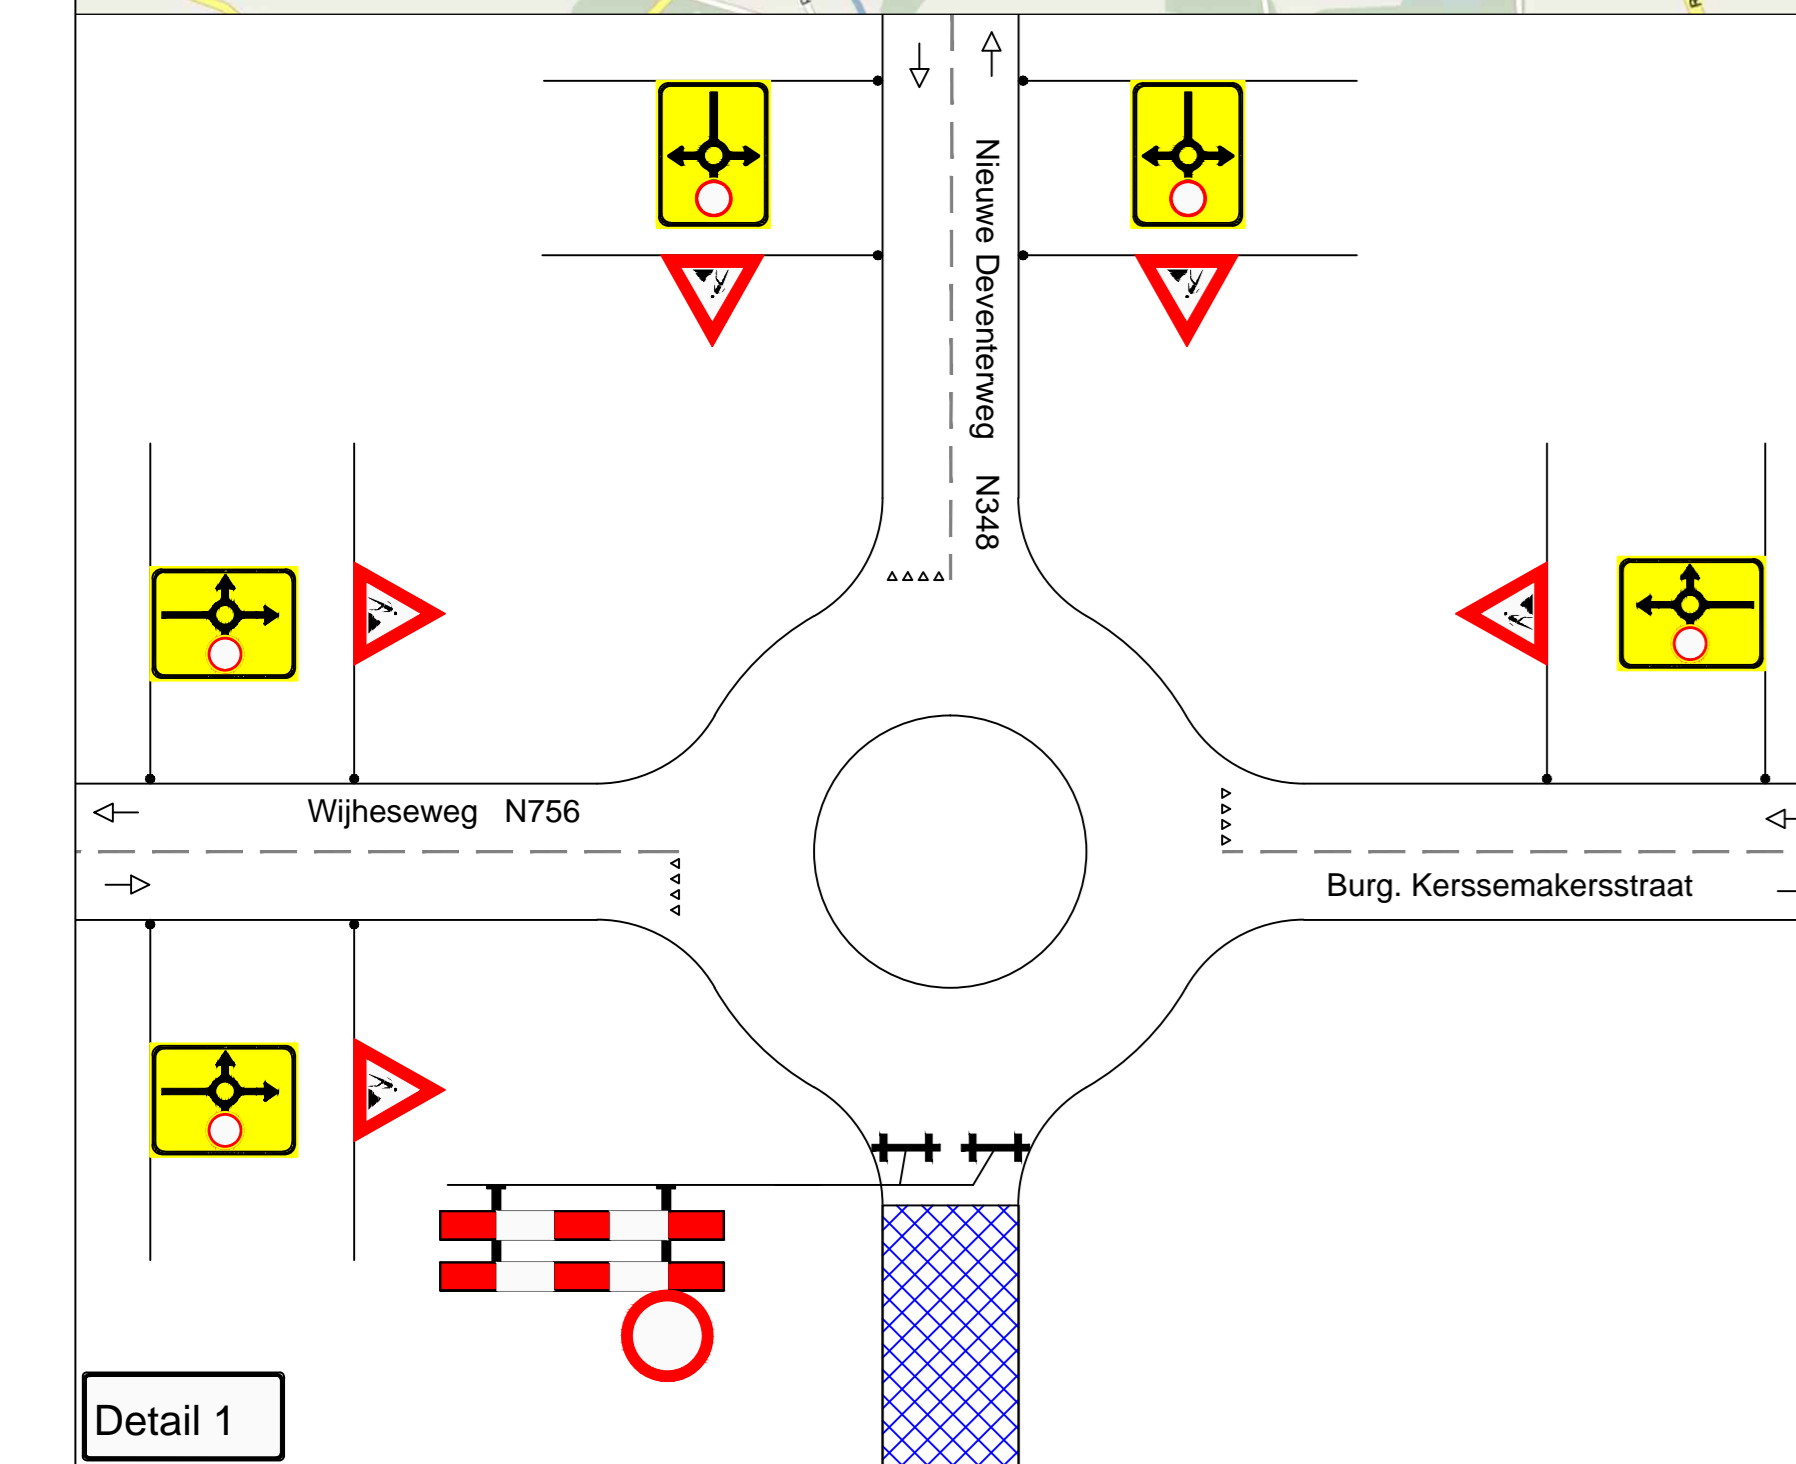 Nieuwe Deventerweg N348
Wijheseweg N756
Burg. Kerssemakersstraat
Detail 1